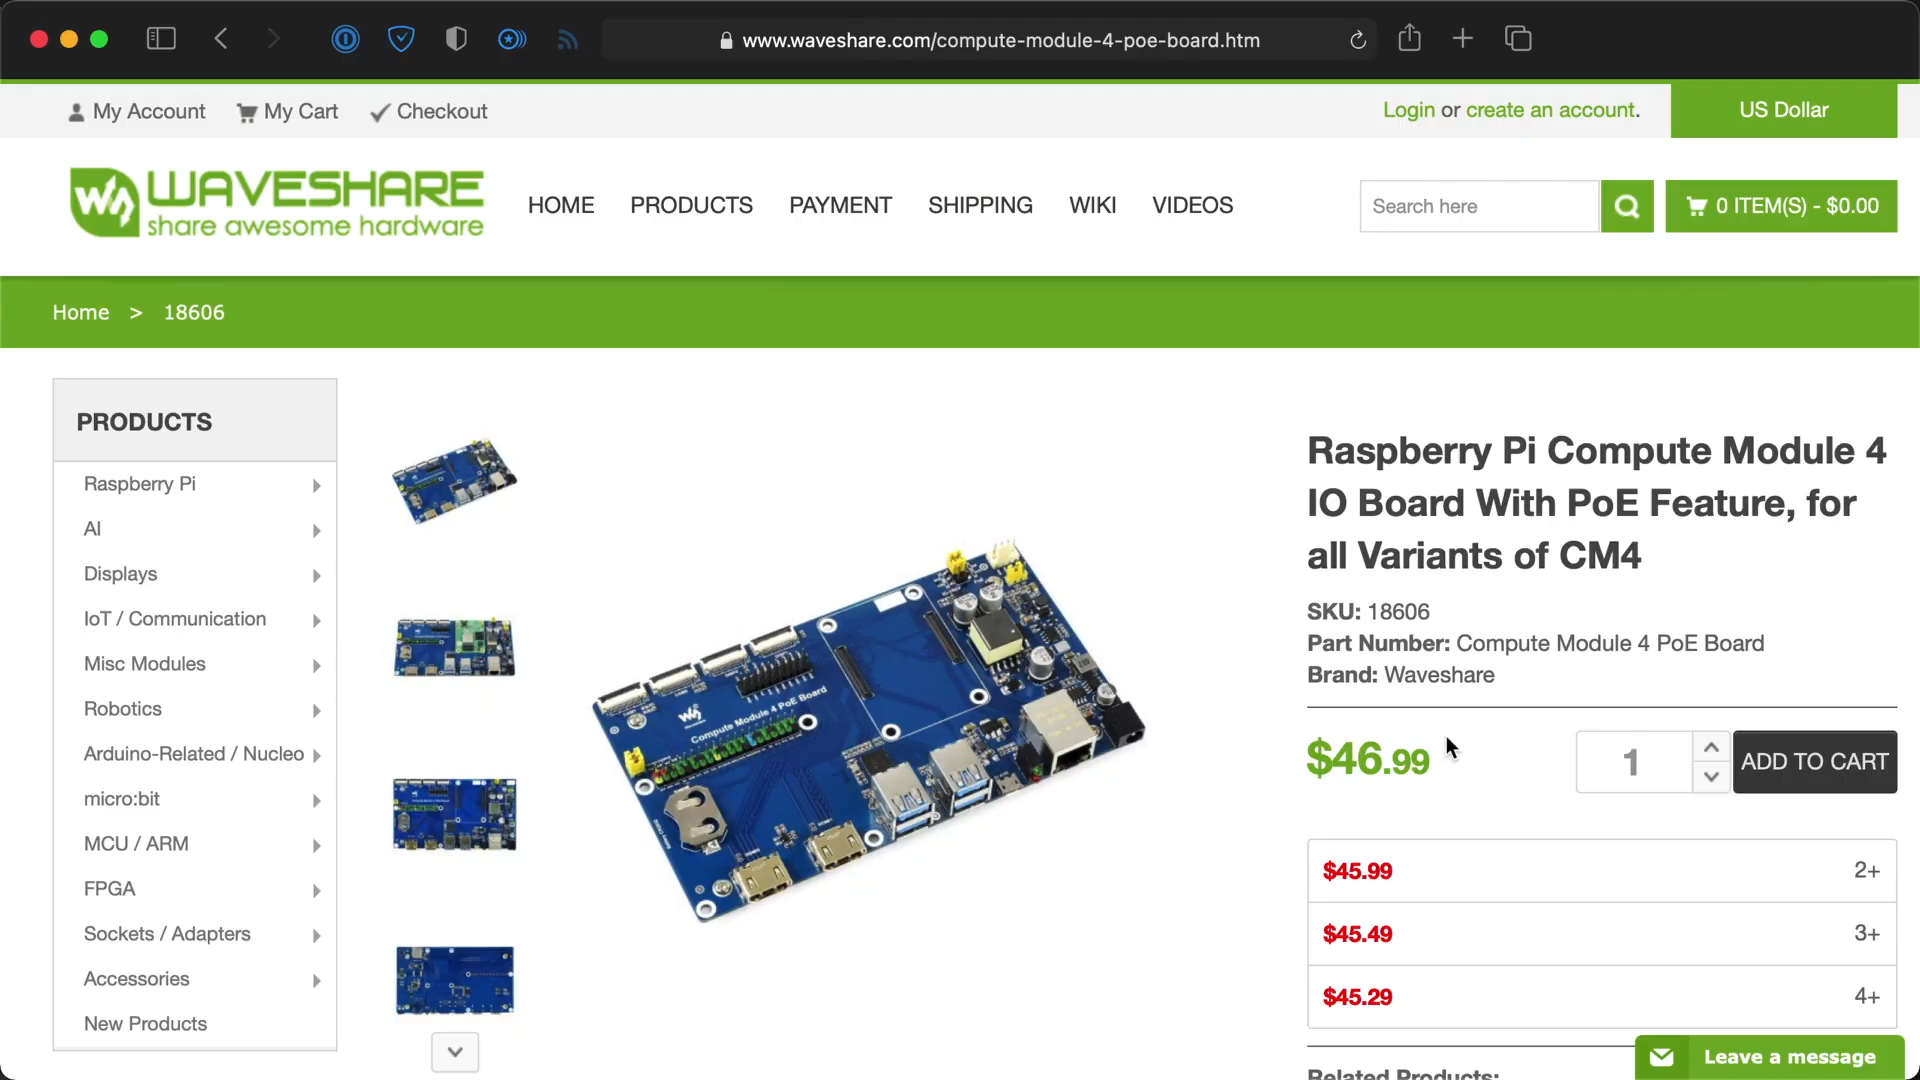 www.waveshare.com/compute-module-4-poe-board.htm
My Account
My Cart
Checkout
Login or create an account.
US Dollar
WAVESHARE
share awesome hardware
HOME
PRODUCTS
PAYMENT
SHIPPING
WIKI
VIDEOS
Search here
0 ITEM(S) - $0.00
Home > 18606
PRODUCTS
Raspberry Pi
AI
Displays
IoT / Communication
Misc Modules
Robotics
Arduino-Related / Nucleo
micro:bit
MCU / ARM
FPGA
Sockets / Adapters
Accessories
New Products
Compute Module 4 PoE Board
Raspberry Pi Compute Module 4
IO Board With PoE Feature, for
all Variants of CM4
SKU: 18606
Part Number: Compute Module 4 PoE Board
Brand: Waveshare
$46.99
1
ADD TO CART
$45.99 2+
$45.49 3+
$45.29 4+
Related Products:
Leave a message